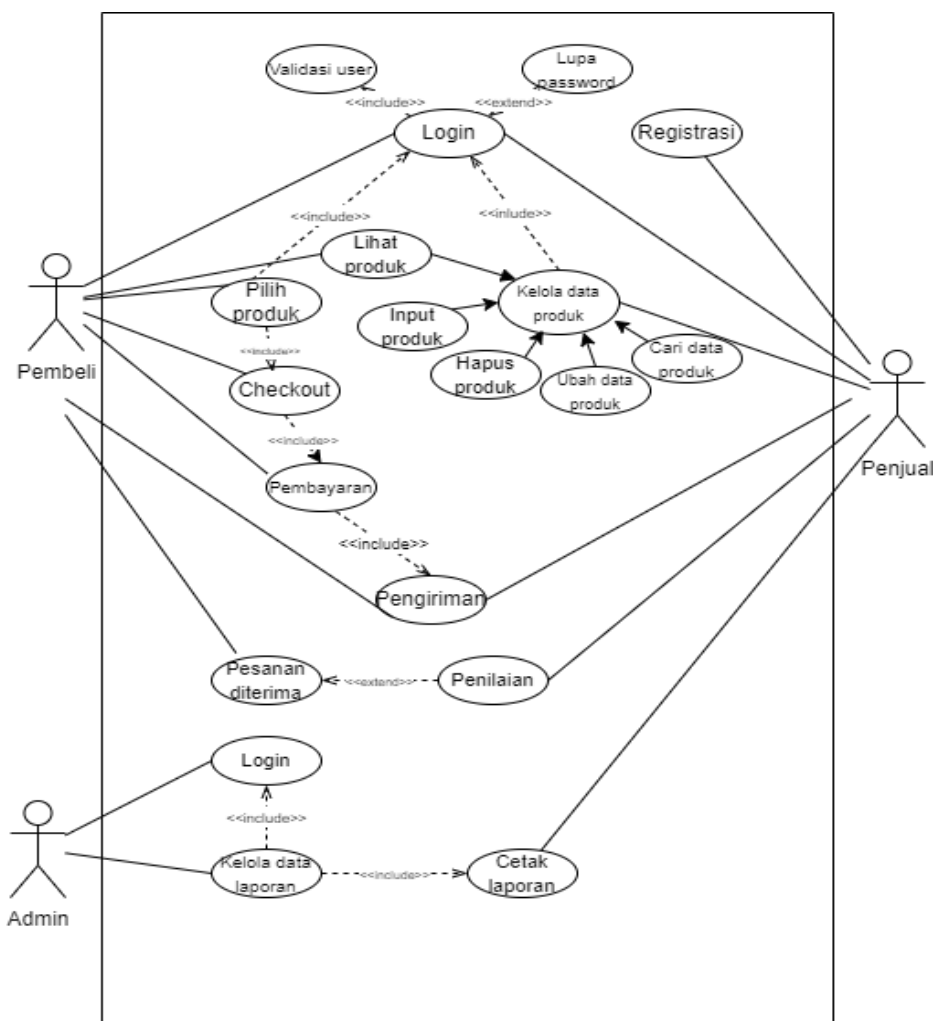 Validasi user
Lupa
password
<<include>>
<<extend>>
Login
Registrasi
<<include>>
<<inlude>>
Lihat
produk
Pilih
produk
Kelola data
produk
Input
produk
Hapus
produk
Ubah data
produk
Cari data
produk
Pembeli
<<include>>
Checkout
<<include>>
Penjual
Pembayaran
<<include>>
Pengiriman
Pesanan
diterima
<<extend>>
Penilaian
Login
<<include>>
Kelola data
laporan
<<include>>
Cetak
laporan
Admin